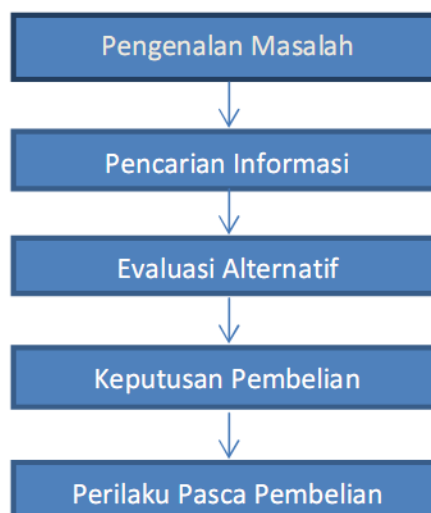 Pengenalan Masalah
Pencarian Informasi
Evaluasi Alternatif
Keputusan Pembelian
Perilaku Pasca Pembelian